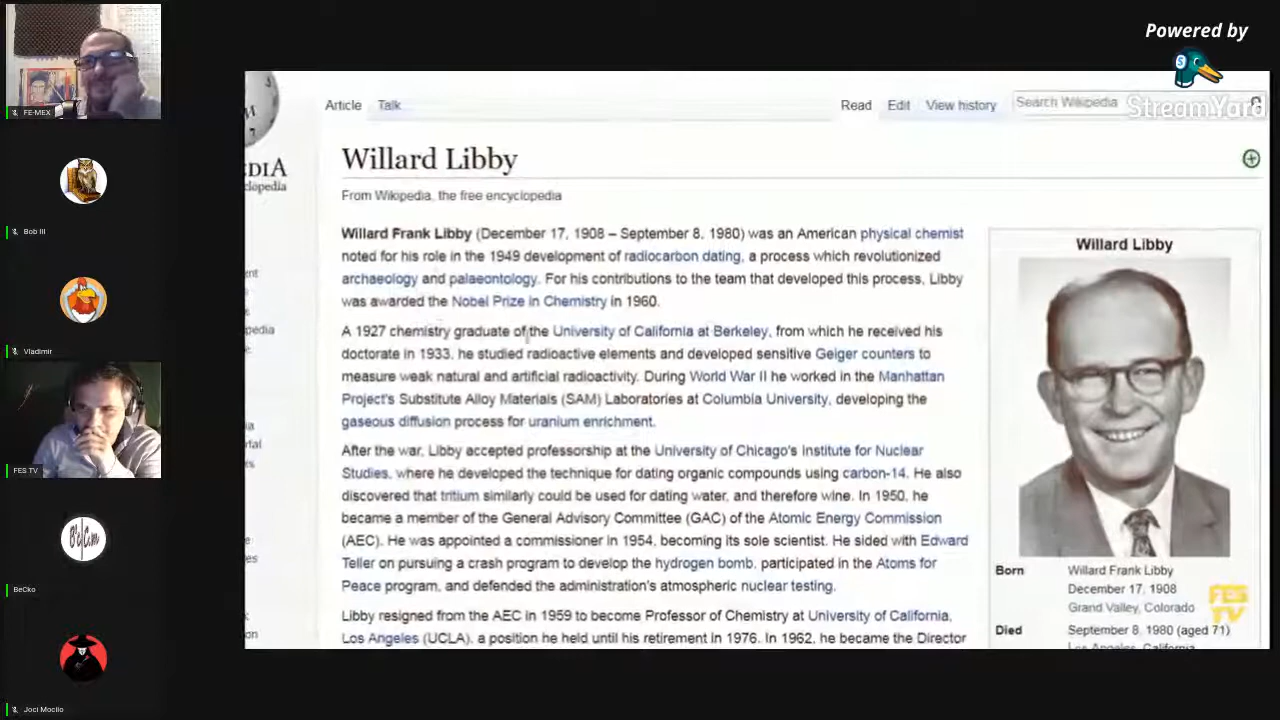 Powered by
StreamYard
FE-MEX
Bob III
Vladimir
FES TV
BeCko
Joci Moclio
Article Talk Read Edit View history Search Wikipedia
Willard Libby
From Wikipedia, the free encyclopedia
Willard Frank Libby (December 17, 1908 – September 8, 1980) was an American physical chemist
noted for his role in the 1949 development of radiocarbon dating, a process which revolutionized
archaeology and palaeontology. For his contributions to the team that developed this process, Libby
was awarded the Nobel Prize in Chemistry in 1960.
A 1927 chemistry graduate of the University of California at Berkeley, from which he received his
doctorate in 1933, he studied radioactive elements and developed sensitive Geiger counters to
measure weak natural and artificial radioactivity. During World War II he worked in the Manhattan
Project's Substitute Alloy Materials (SAM) Laboratories at Columbia University, developing the
gaseous diffusion process for uranium enrichment.
After the war, Libby accepted professorship at the University of Chicago's Institute for Nuclear
Studies, where he developed the technique for dating organic compounds using carbon-14. He also
discovered that tritium similarly could be used for dating water, and therefore wine. In 1950, he
became a member of the General Advisory Committee (GAC) of the Atomic Energy Commission
(AEC). He was appointed a commissioner in 1954, becoming its sole scientist. He sided with Edward
Teller on pursuing a crash program to develop the hydrogen bomb, participated in the Atoms for
Peace program, and defended the administration's atmospheric nuclear testing.
Libby resigned from the AEC in 1959 to become Professor of Chemistry at University of California,
Los Angeles (UCLA), a position he held until his retirement in 1976. In 1962, he became the Director
Willard Libby
Born Willard Frank Libby
December 17, 1908
Grand Valley, Colorado
Died September 8, 1980 (aged 71)
Los Angeles, California
FES
TV